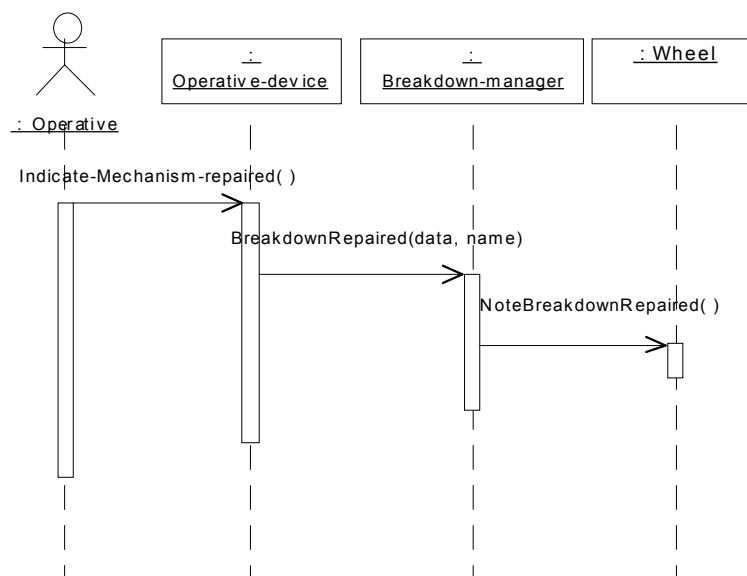 :
Operative-device
:
Breakdown-manager
: Wheel
: Operative
Indicate-Mechanism-repaired( )
BreakdownRepaired(data, name)
NoteBreakdownRepaired( )